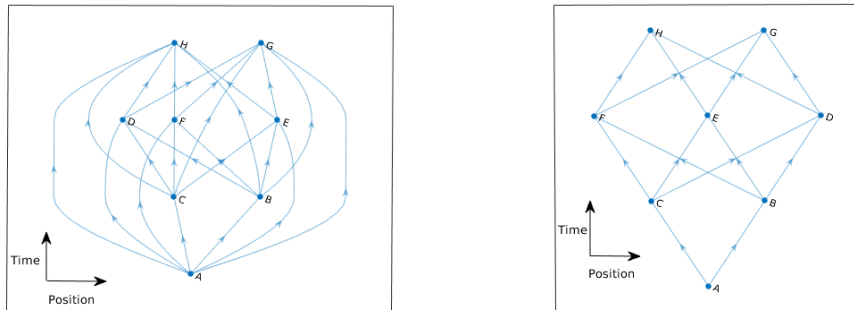 H G
D F E
C B
Time
A
Position
H G
F E D
C B
Time
Position
A